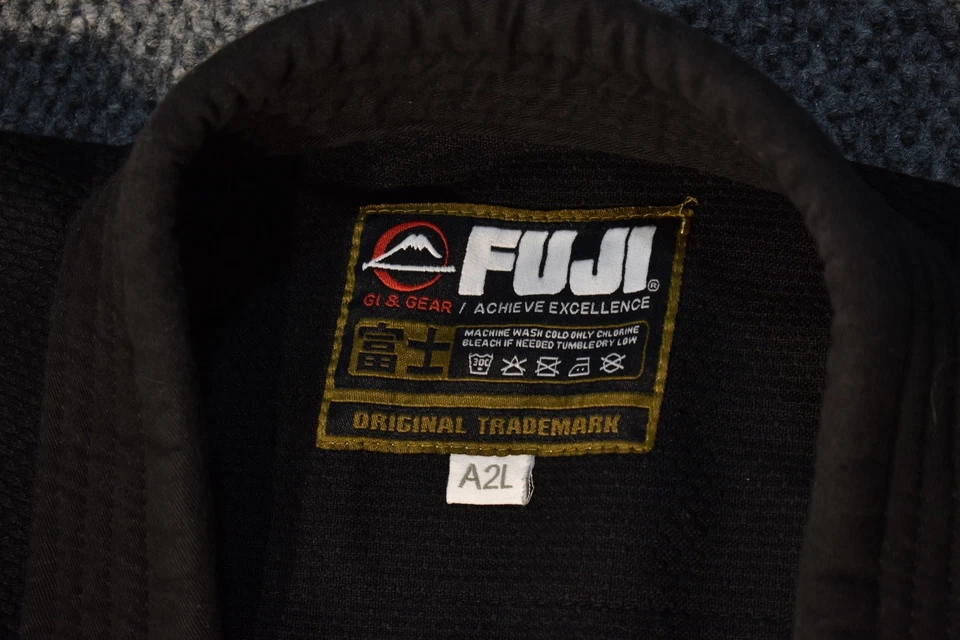 FUJI®
GI & GEAR / ACHIEVE EXCELLENCE
富士
MACHINE WASH COLD ONLY CHLORINE
BLEACH IF NEEDED TUMBLE DRY LOW
30C
ORIGINAL TRADEMARK
A2L